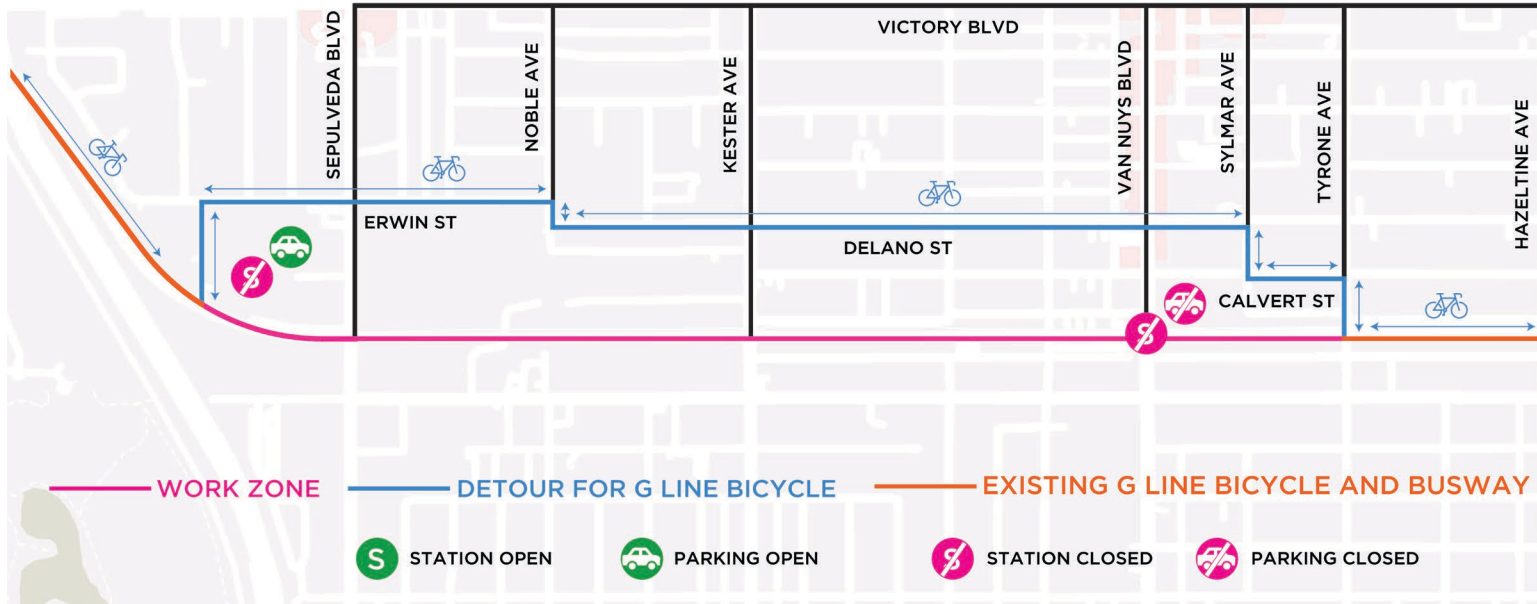 VICTORY BLVD
SEPULVEDA BLVD
NOBLE AVE
KESTER AVE
VAN NUYS BLVD
SYLMAR AVE
TYRONE AVE
HAZELTINE AVE
ERWIN ST
DELANO ST
S
CALVERT ST
S
WORK ZONE
DETOUR FOR G LINE BICYCLE
EXISTING G LINE BICYCLE AND BUSWAY
S STATION OPEN
PARKING OPEN
S STATION CLOSED
PARKING CLOSED